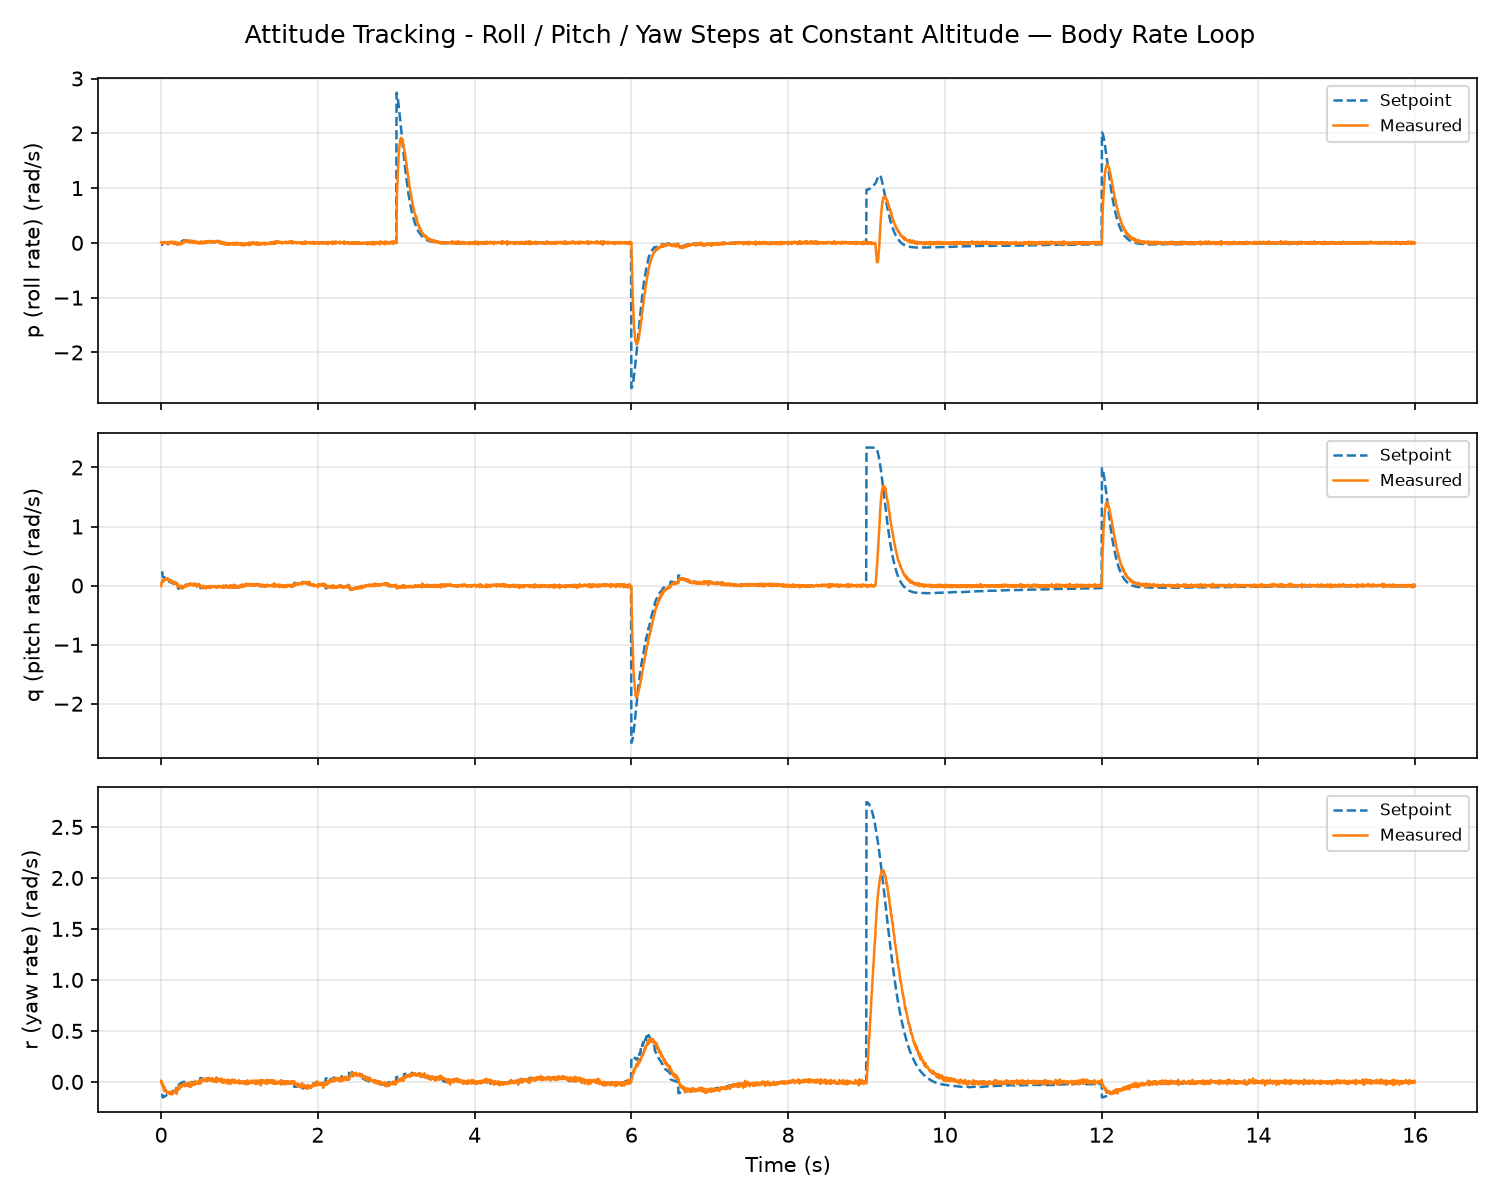 Attitude Tracking - Roll / Pitch / Yaw Steps at Constant Altitude — Body Rate Loop
p (roll rate) (rad/s)
3
2
1
0
−1
−2
Setpoint
Measured
q (pitch rate) (rad/s)
2
1
0
−1
−2
Setpoint
Measured
r (yaw rate) (rad/s)
2.5
2.0
1.5
1.0
0.5
0.0
Setpoint
Measured
0 2 4 6 8 10 12 14 16
Time (s)